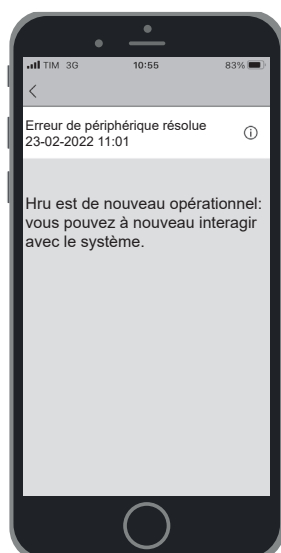 TIM 3G 10:55 83%
Erreur de périphérique résolue
23-02-2022 11:01
Hru est de nouveau opérationnel:
vous pouvez à nouveau interagir
avec le système.